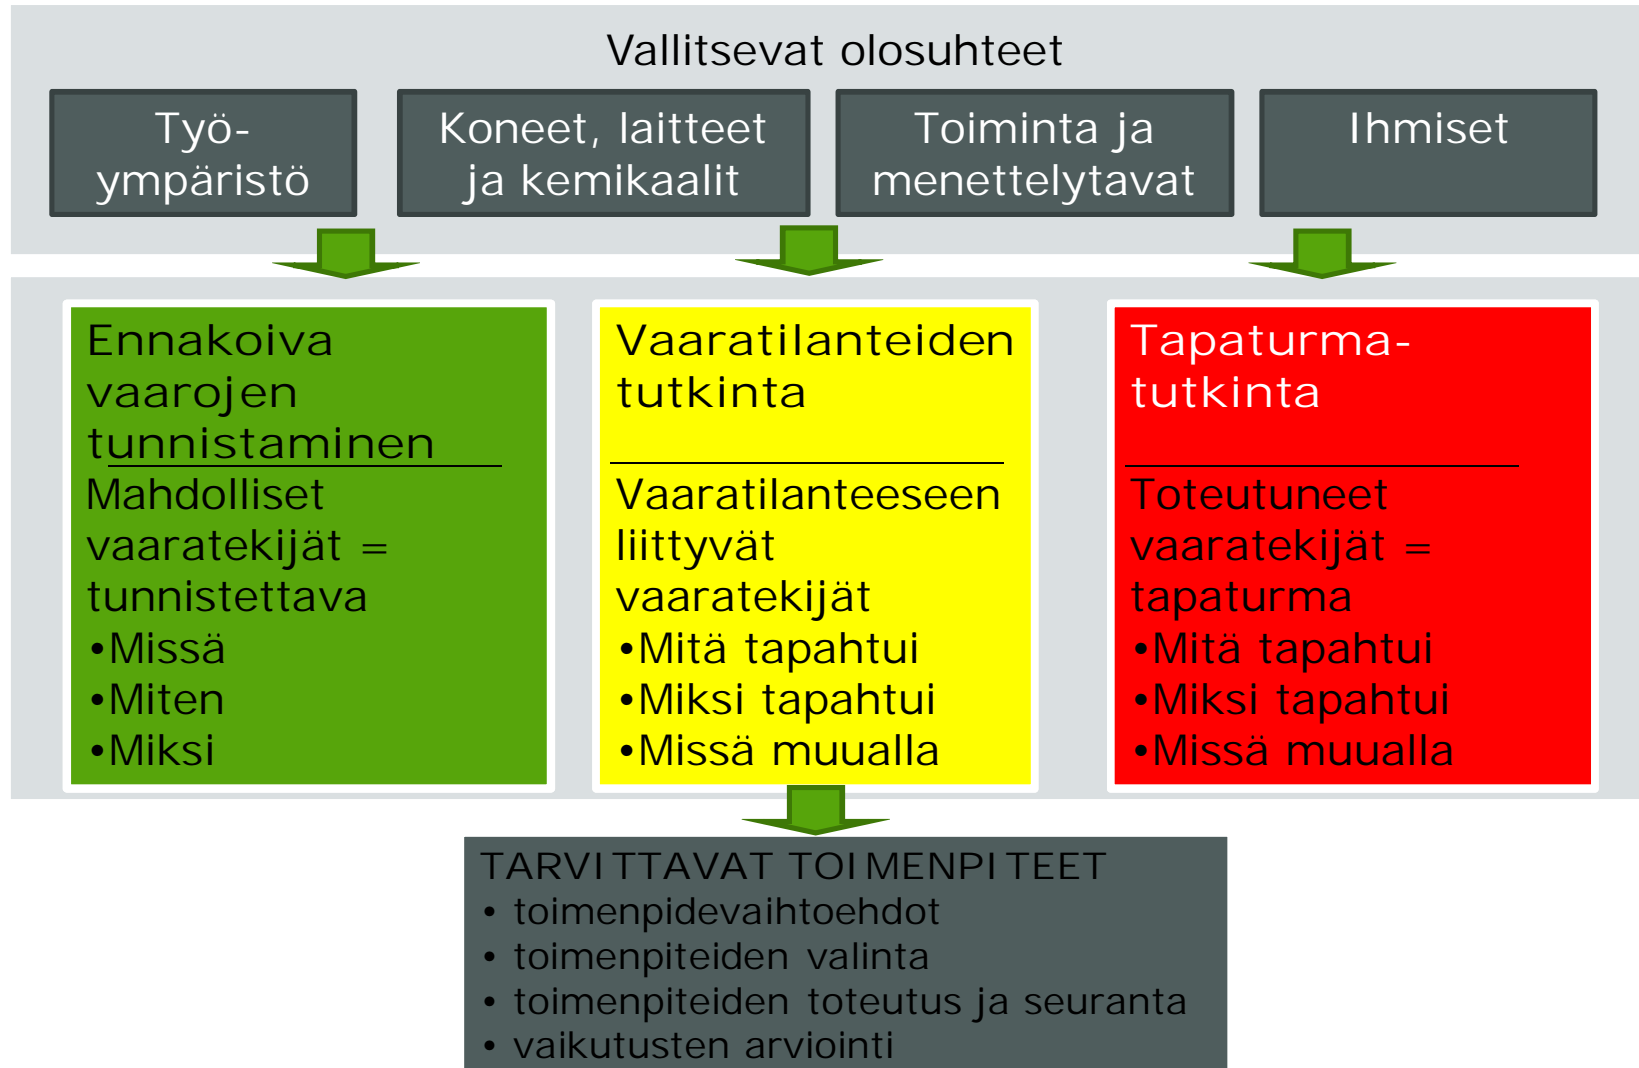 Vallitsevat olosuhteet
Työ-
ympäristö
Koneet, laitteet
ja kemikaalit
Toiminta ja
menettelytavat
Ihmiset
Ennakoiva
vaarojen
tunnistaminen
Mahdolliset
vaaratekijät =
tunnistettava
•Missä
•Miten
•Miksi
Vaaratilanteiden
tutkinta
Vaaratilanteeseen
liittyvät
vaaratekijät
•Mitä tapahtui
•Miksi tapahtui
•Missä muualla
Tapaturma-
tutkinta
Toteutuneet
vaaratekijät =
tapaturma
•Mitä tapahtui
•Miksi tapahtui
•Missä muualla
TARVITTAVAT TOIMENPITEET
• toimenpidevaihtoehdot
• toimenpiteiden valinta
• toimenpiteiden toteutus ja seuranta
• vaikutusten arviointi